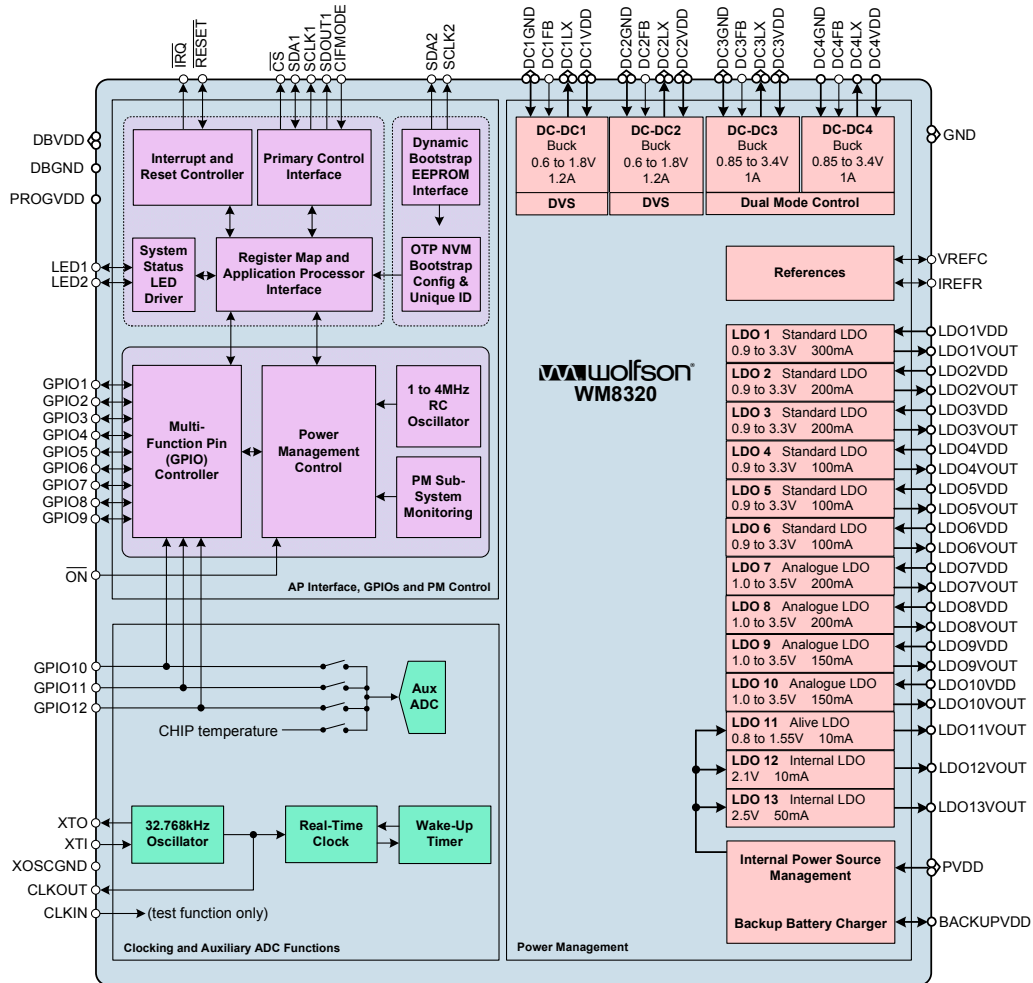 IRQ
RESET
CS
SDA1
SCLK1
SDOUT1
CIFMODE
SDA2
SCLK2
DC1GND
DC1FB
DC1LX
DC1VDD
DC2GND
DC2FB
DC2LX
DC2VDD
DC3GND
DC3FB
DC3LX
DC3VDD
DC4GND
DC4FB
DC4LX
DC4VDD
DBVDD
DBGND
PROGVDD
LED1
LED2
GPIO1
GPIO2
GPIO3
GPIO4
GPIO5
GPIO6
GPIO7
GPIO8
GPIO9
ON
GPIO10
GPIO11
GPIO12
XTO
XTI
XOSCGND
CLKOUT
CLKIN
Interrupt and
Reset Controller
Primary Control
Interface
Dynamic
Bootstrap
EEPROM
Interface
System
Status
LED
Driver
Register Map and
Application Processor
Interface
OTP NVM
Bootstrap
Config &
Unique ID
Multi-
Function Pin
(GPIO)
Controller
Power
Management
Control
1 to 4MHz
RC
Oscillator
PM Sub-
System
Monitoring
AP Interface, GPIOs and PM Control
CHIP temperature
Aux
ADC
32.768kHz
Oscillator
Real-Time
Clock
Wake-Up
Timer
(test function only)
Clocking and Auxiliary ADC Functions
DC-DC1
Buck
0.6 to 1.8V
1.2A
DVS
DC-DC2
Buck
0.6 to 1.8V
1.2A
DVS
DC-DC3
Buck
0.85 to 3.4V
1A
DC-DC4
Buck
0.85 to 3.4V
1A
Dual Mode Control
References
wolfson®
WM8320
LDO 1 Standard LDO
0.9 to 3.3V 300mA
LDO 2 Standard LDO
0.9 to 3.3V 200mA
LDO 3 Standard LDO
0.9 to 3.3V 200mA
LDO 4 Standard LDO
0.9 to 3.3V 100mA
LDO 5 Standard LDO
0.9 to 3.3V 100mA
LDO 6 Standard LDO
0.9 to 3.3V 100mA
LDO 7 Analogue LDO
1.0 to 3.5V 200mA
LDO 8 Analogue LDO
1.0 to 3.5V 200mA
LDO 9 Analogue LDO
1.0 to 3.5V 150mA
LDO 10 Analogue LDO
1.0 to 3.5V 150mA
LDO 11 Alive LDO
0.8 to 1.55V 10mA
LDO 12 Internal LDO
2.1V 10mA
LDO 13 Internal LDO
2.5V 50mA
Internal Power Source
Management
Backup Battery Charger
Power Management
GND
VREFC
IREFR
LDO1VDD
LDO1VOUT
LDO2VDD
LDO2VOUT
LDO3VDD
LDO3VOUT
LDO4VDD
LDO4VOUT
LDO5VDD
LDO5VOUT
LDO6VDD
LDO6VOUT
LDO7VDD
LDO7VOUT
LDO8VDD
LDO8VOUT
LDO9VDD
LDO9VOUT
LDO10VDD
LDO10VOUT
LDO11VOUT
LDO12VOUT
LDO13VOUT
PVDD
BACKUPVDD